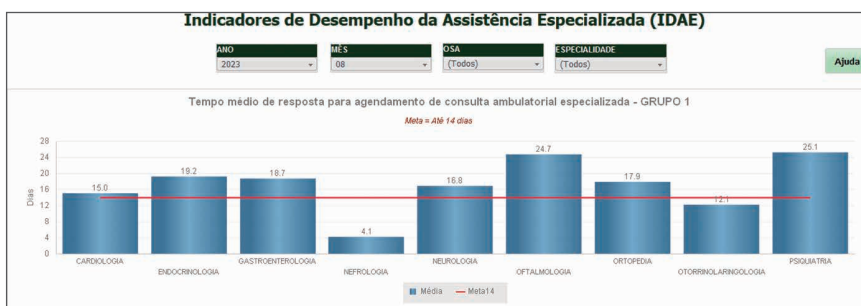 Indicadores de Desempenho da Assistência Especializada (IDAE)
ANO MÊS OSA ESPECIALIDADE
2023 08 (Todos) (Todos)
Ajuda
Tempo médio de resposta para agendamento de consulta ambulatorial especializada - GRUPO 1
Meta = Até 14 dias
Dias
28
24
20
16
12
8
4
0
15.0
19.2
18.7
4.1
16.8
24.7
17.9
12.1
25.1
CARDIOLOGIA
ENDOCRINOLOGIA
GASTROENTEROLOGIA
NEFROLOGIA
NEUROLOGIA
OFTALMOLOGIA
ORTOPEDIA
OTORRINOLARINGOLOGIA
PSIQUIATRIA
Média Meta14